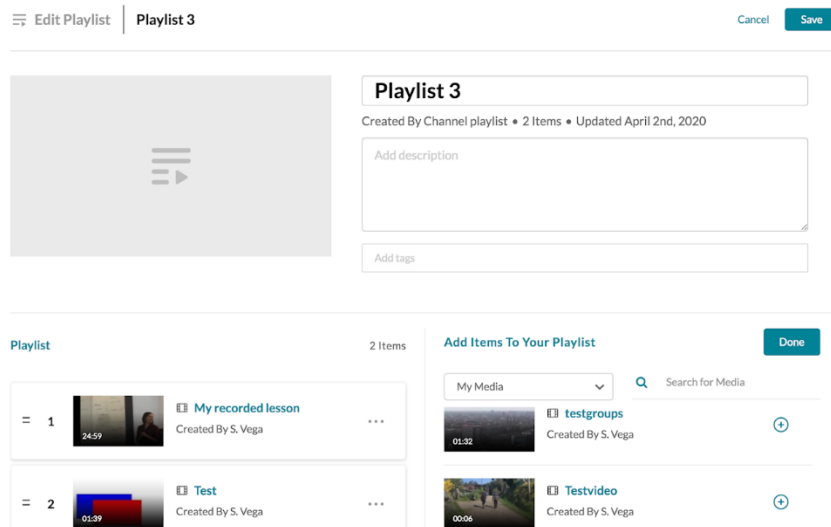 Edit Playlist Playlist 3 Cancel Save
Playlist 3
Created By Channel playlist • 2 Items • Updated April 2nd, 2020
Add description
Add tags
Playlist 2 Items
1
24:59
My recorded lesson
Created By S. Vega
2
01:39
Test
Created By S. Vega
Add Items To Your Playlist Done
My Media Search for Media
01:32
testgroups
Created By S. Vega
00:06
Testvideo
Created By S. Vega